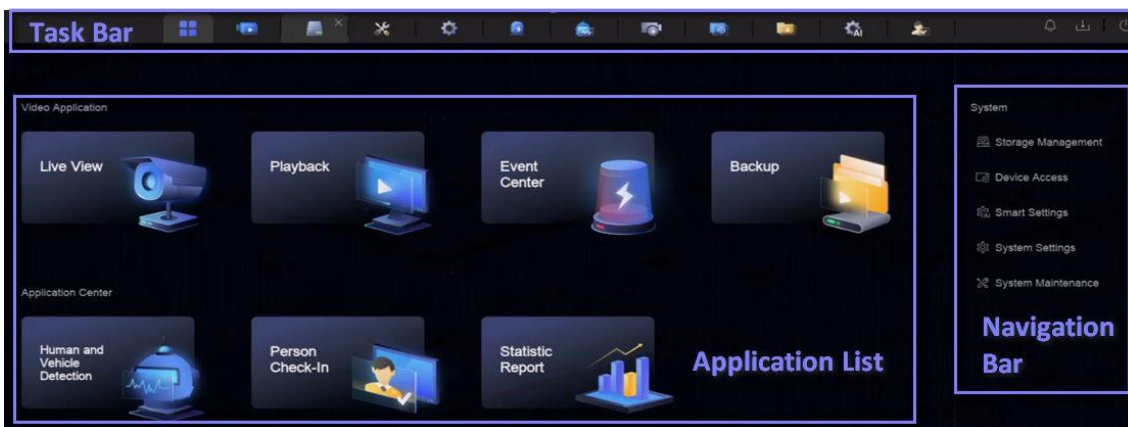 Task Bar
AI
Video Application
Live View
Playback
Event
Center
Backup
Application Center
Human and
Vehicle
Detection
Person
Check-In
Statistic
Report
Application List
System
Storage Management
Device Access
Smart Settings
System Settings
System Maintenance
Navigation
Bar